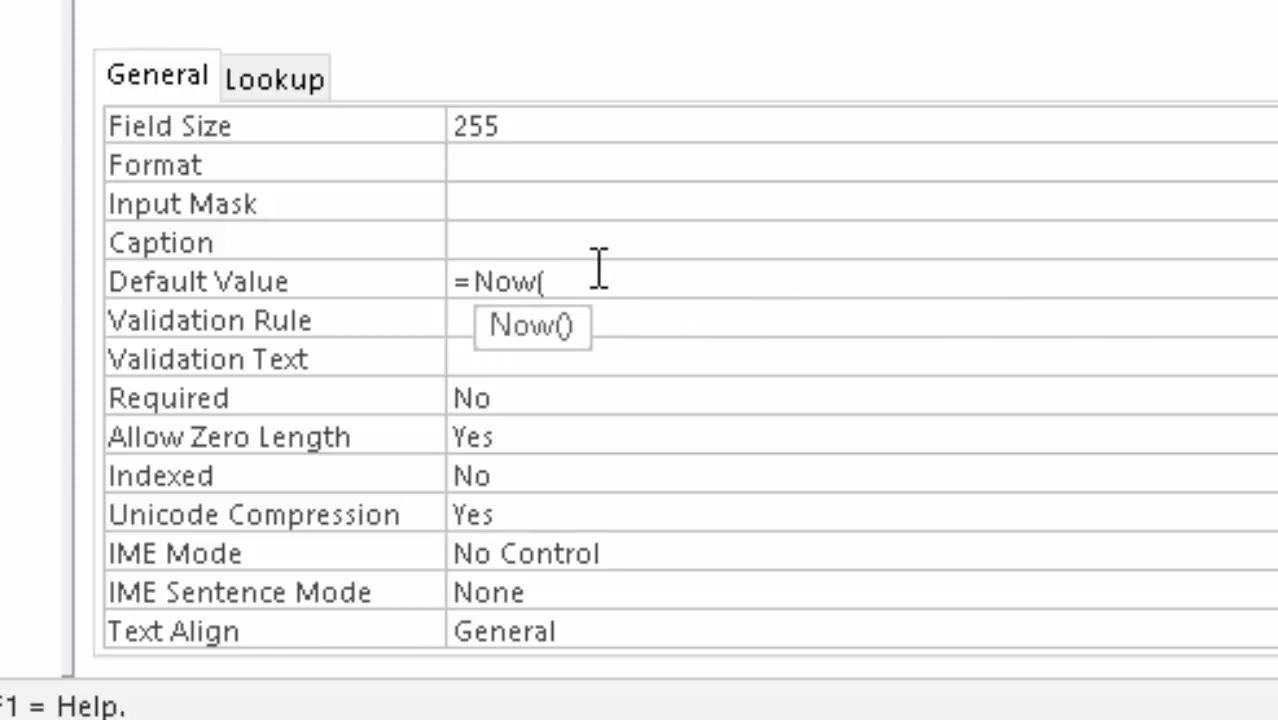 General Lookup
Field Size 255
Format
Input Mask
Caption
Default Value =Now(
Validation Rule Now()
Validation Text
Required No
Allow Zero Length Yes
Indexed No
Unicode Compression Yes
IME Mode No Control
IME Sentence Mode None
Text Align General
F1 = Help.